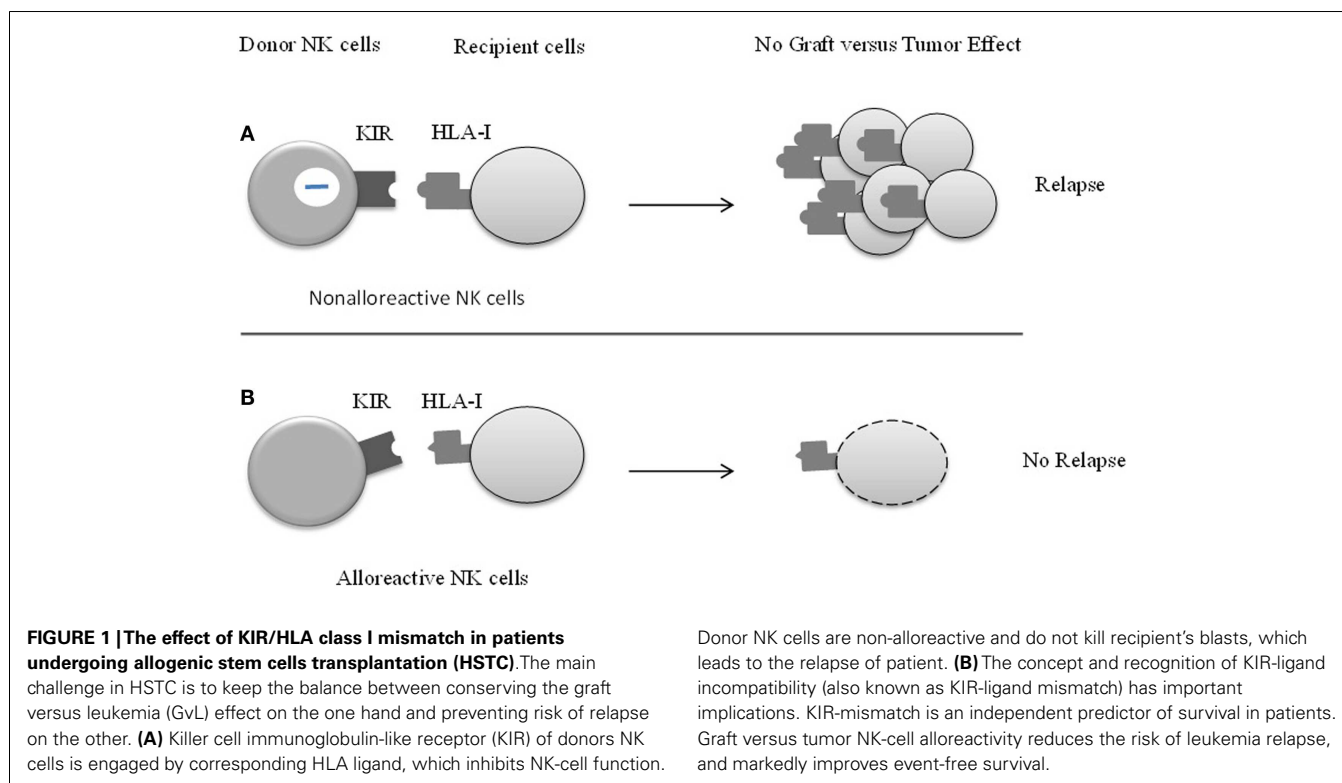 Donor NK cells
Recipient cells
No Graft versus Tumor Effect
A
KIR
HLA-I
Relapse
Nonalloreactive NK cells
B
KIR
HLA-I
No Relapse
Alloreactive NK cells
FIGURE 1 | The effect of KIR/HLA class I mismatch in patients
undergoing allogenic stem cells transplantation (HSTC).The main
challenge in HSTC is to keep the balance between conserving the graft
versus leukemia (GvL) effect on the one hand and preventing risk of relapse
on the other. (A) Killer cell immunoglobulin-like receptor (KIR) of donors NK
cells is engaged by corresponding HLA ligand, which inhibits NK-cell function.
Donor NK cells are non-alloreactive and do not kill recipient's blasts, which
leads to the relapse of patient. (B) The concept and recognition of KIR-ligand
incompatibility (also known as KIR-ligand mismatch) has important
implications. KIR-mismatch is an independent predictor of survival in patients.
Graft versus tumor NK-cell alloreactivity reduces the risk of leukemia relapse,
and markedly improves event-free survival.